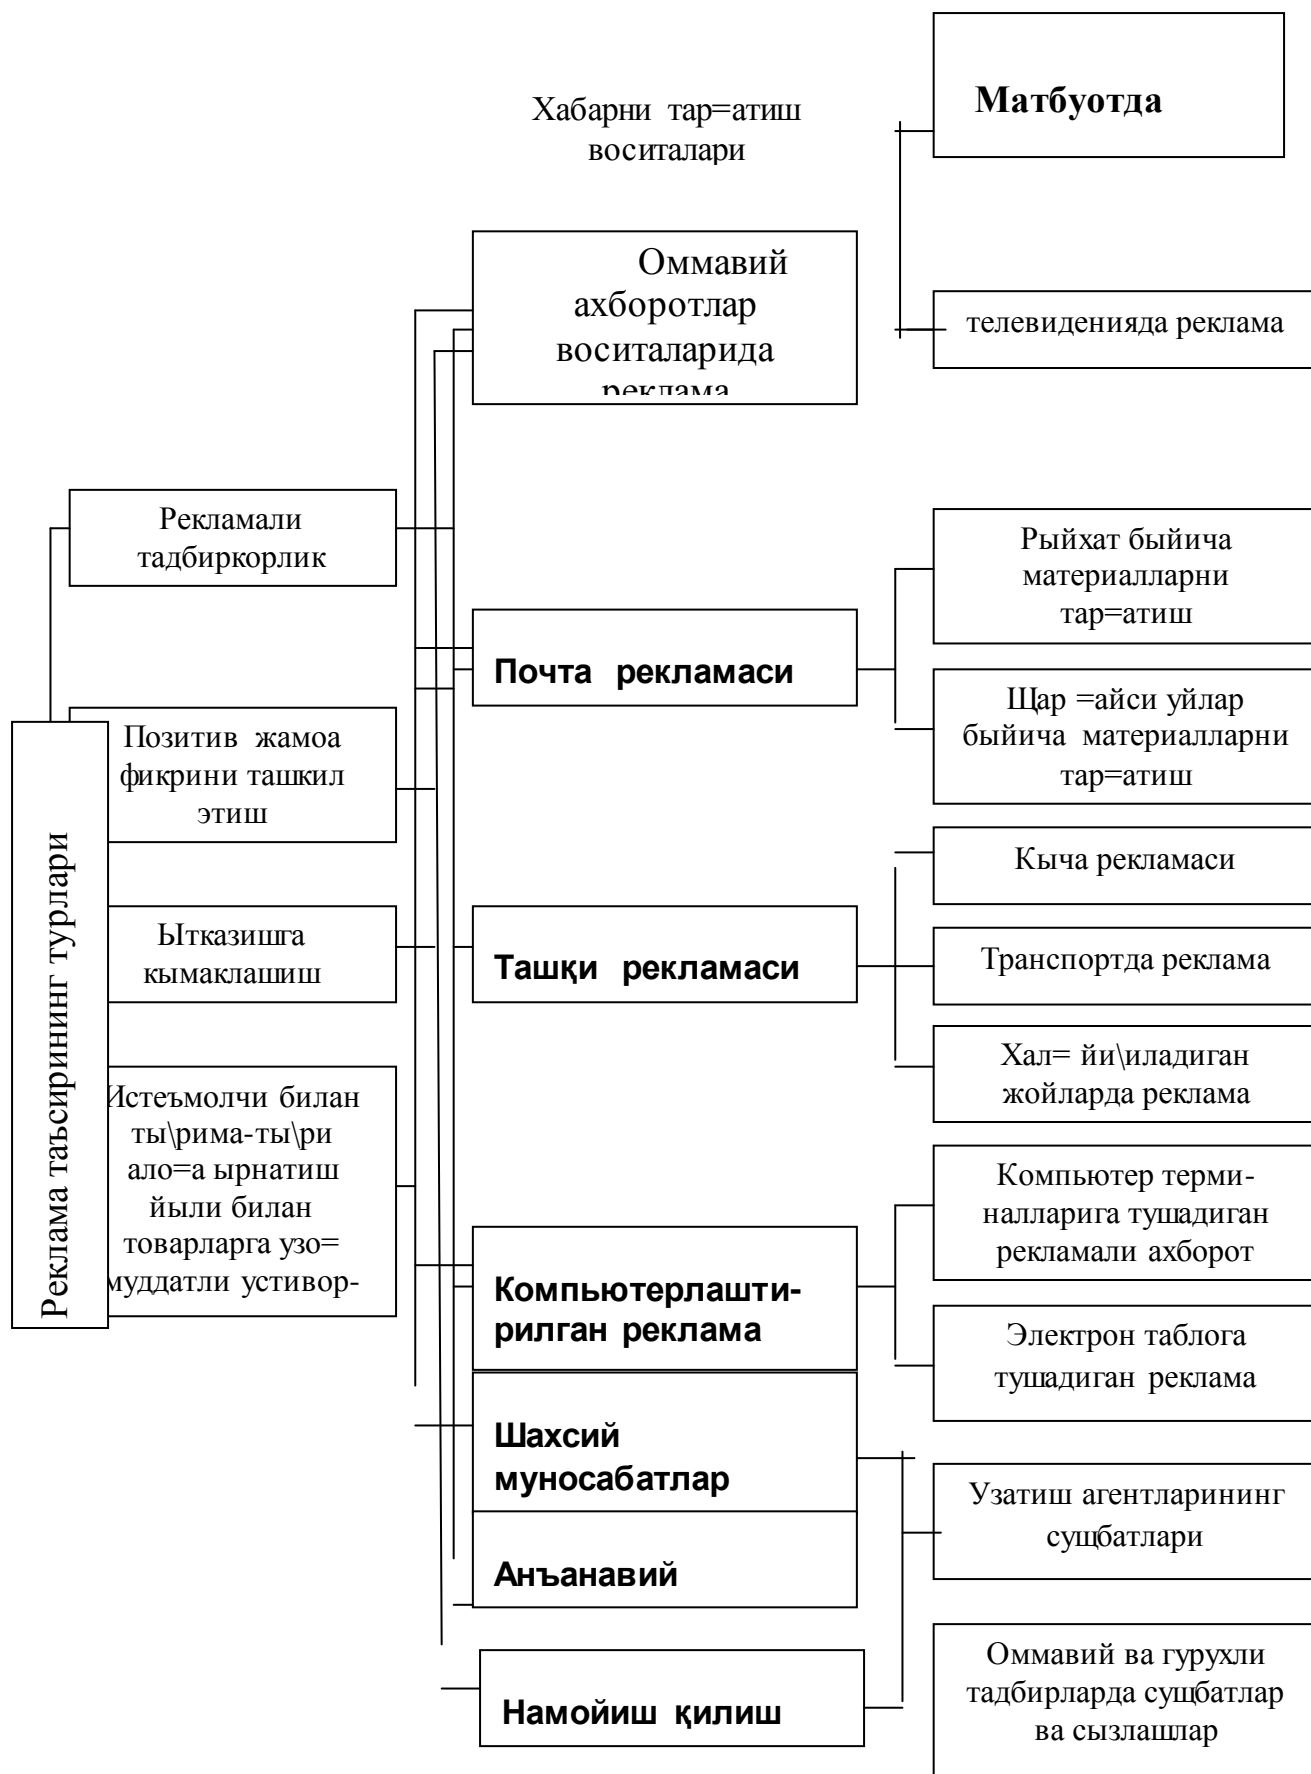 Хабарни тар=атиш
воситалари
Матбуотда
Оммавий
ахборотлар
воситаларида
реклама
телевиденияда реклама
Рекламали
тадбиркорлик
Позитив жамоа
фикрини ташкил
этиш
Ытказишга
кымаклашиш
Истеъмолчи билан
ты\рима-ты\ри
ало=а ырнатиш
йыли билан
товарларга узо=
муддатли устивор-
Реклама таъсирининг турлари
Почта рекламаси
Рыйхат быйича
материалларни
тар=атиш
Щар =айси уйлар
быйича материалларни
тар=атиш
Ташқи рекламаси
Кыча рекламаси
Транспортда реклама
Хал= йи\иладиган
жойларда реклама
Компьютерлашти-
рилган реклама
Компьютер терми-
налларига тушадиган
рекламали ахборот
Электрон таблога
тушадиган реклама
Шахсий
муносабатлар
Анъанавий
Намойиш қилиш
Узатиш агентларининг
сущбатлари
Оммавий ва гурухли
тадбирларда сущбатлар
ва сызлашлар